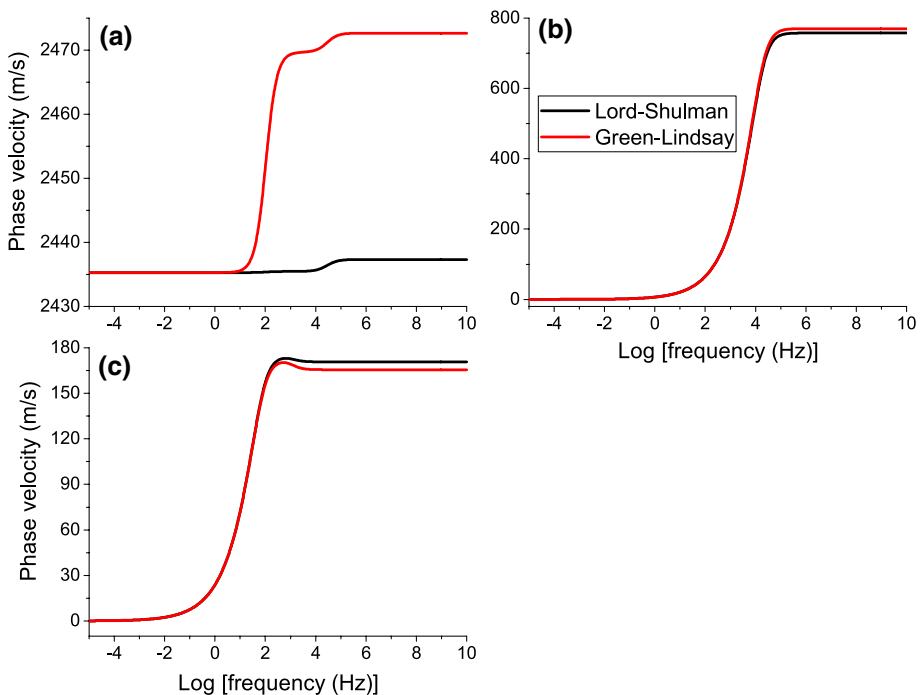 (a)
Phase velocity (m/s)
2470
2460
2450
2440
2430
-4 -2 0 2 4 6 8 10
(b)
800
600
400
200
0
Lord-Shulman
Green-Lindsay
-4 -2 0 2 4 6 8 10
Log [frequency (Hz)]
(c)
Phase velocity (m/s)
180
150
120
90
60
30
0
-4 -2 0 2 4 6 8 10
Log [frequency (Hz)]